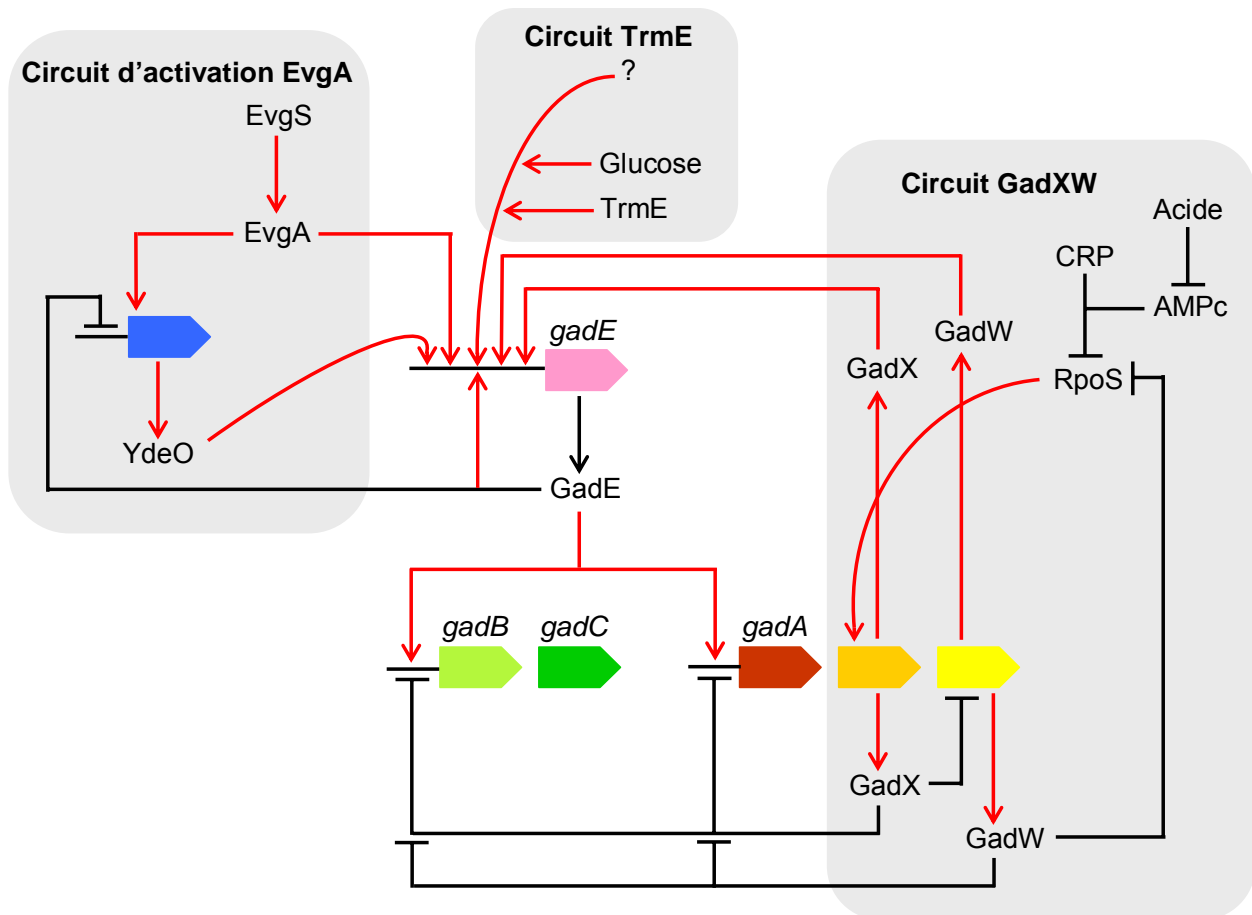 Circuit TrmE
?
Glucose
TrmE
Circuit d'activation EvgA
EvgS
EvgA
YdeO
Circuit GadXW
Acide
CRP
AMPc
GadW
GadX
RpoS
gadE
GadE
gadB
gadC
gadA
GadX
GadW